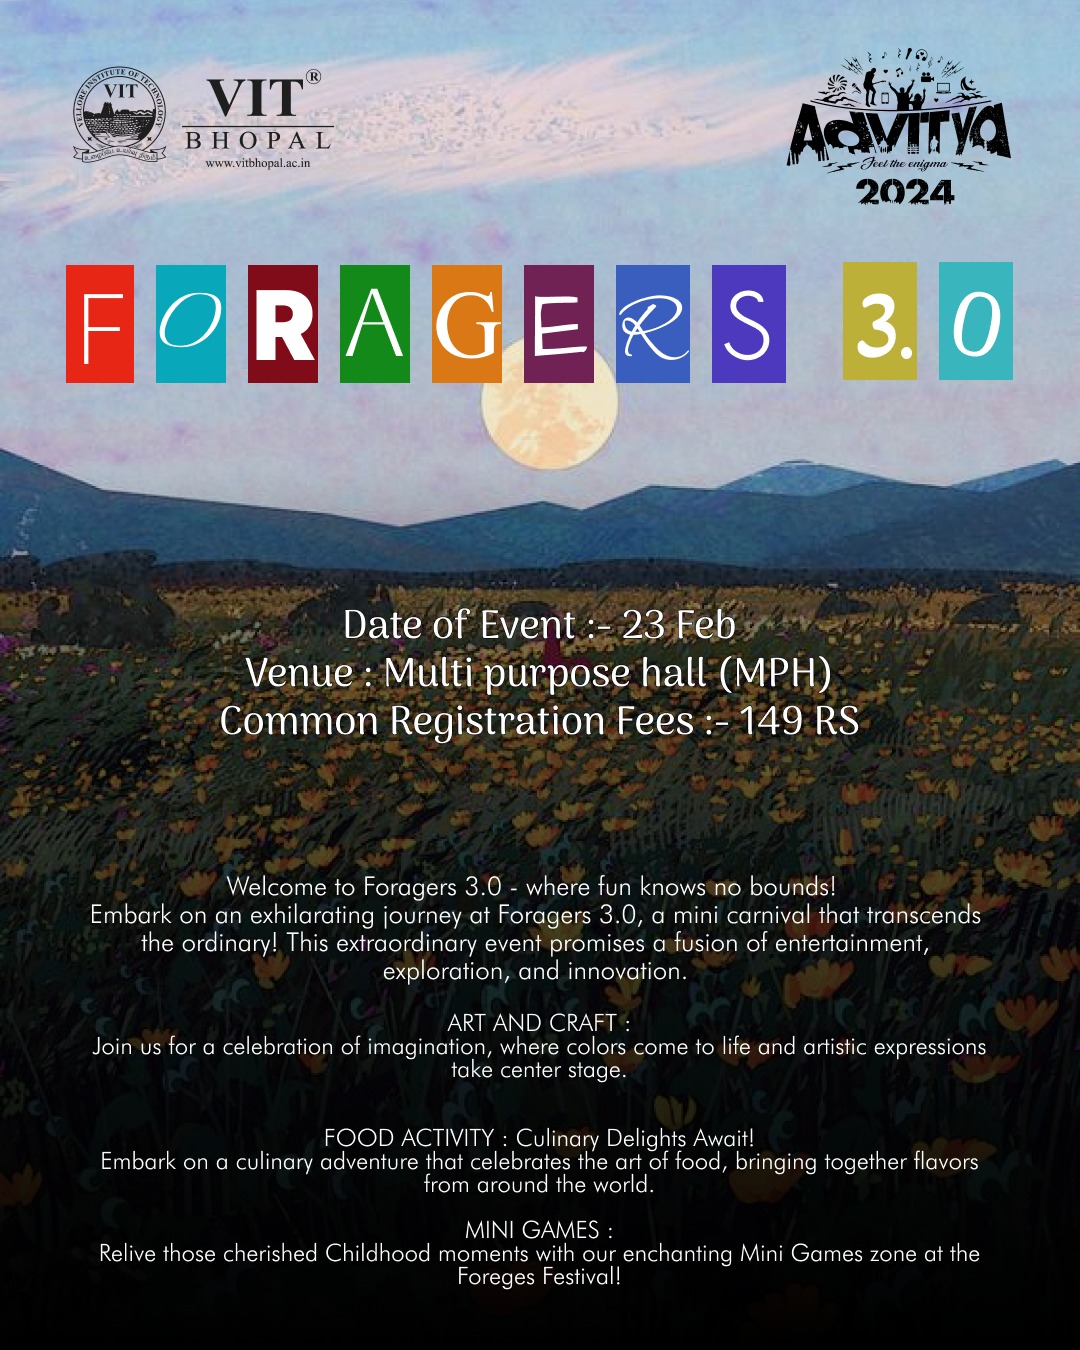 VELLORE INSTITUTE OF TECHNOLOGY
VIT
VIT®
BHOPAL
www.vitbhopal.ac.in
AdVITya
Feel the enigma
2024
FORAGERS 3.0
Date of Event :- 23 Feb
Venue : Multi purpose hall (MPH)
Common Registration Fees :- 149 RS
Welcome to Foragers 3.0 - where fun knows no bounds!
Embark on an exhilarating journey at Foragers 3.0, a mini carnival that transcends
the ordinary! This extraordinary event promises a fusion of entertainment,
exploration, and innovation.
ART AND CRAFT :
Join us for a celebration of imagination, where colors come to life and artistic expressions
take center stage.
FOOD ACTIVITY : Culinary Delights Await!
Embark on a culinary adventure that celebrates the art of food, bringing together flavors
from around the world.
MINI GAMES :
Relive those cherished Childhood moments with our enchanting Mini Games zone at the
Foreges Festival!